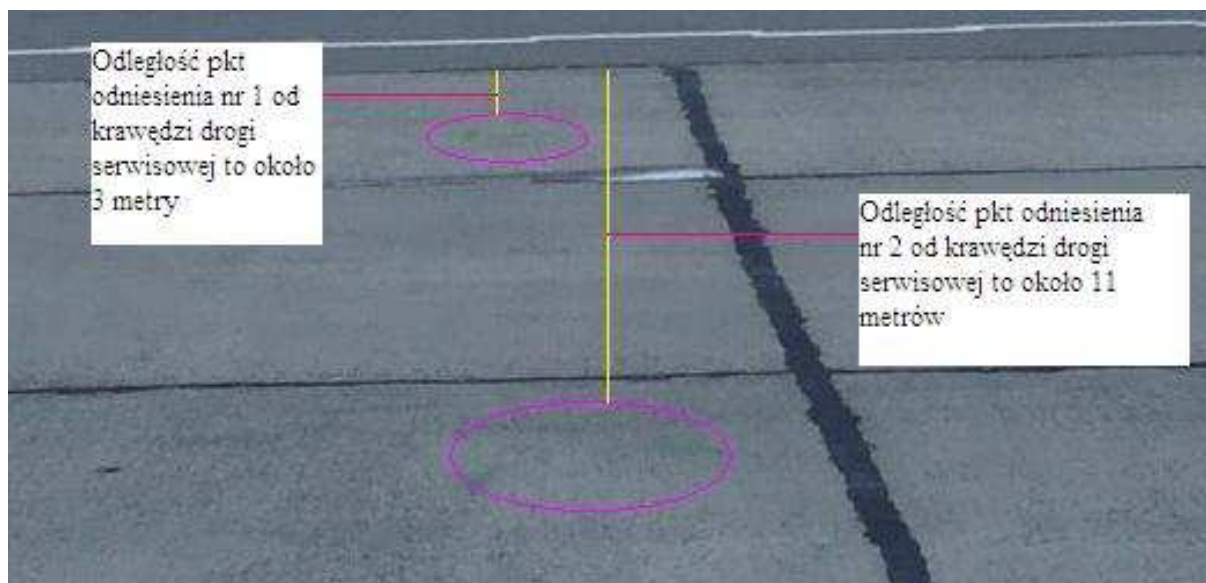 Odległość pkt
odniesienia nr 1 od
krawędzi drogi
serwisowej to około
3 metry
Odległość pkt odniesienia
nr 2 od krawędzi drogi
serwisowej to około 11
metrów